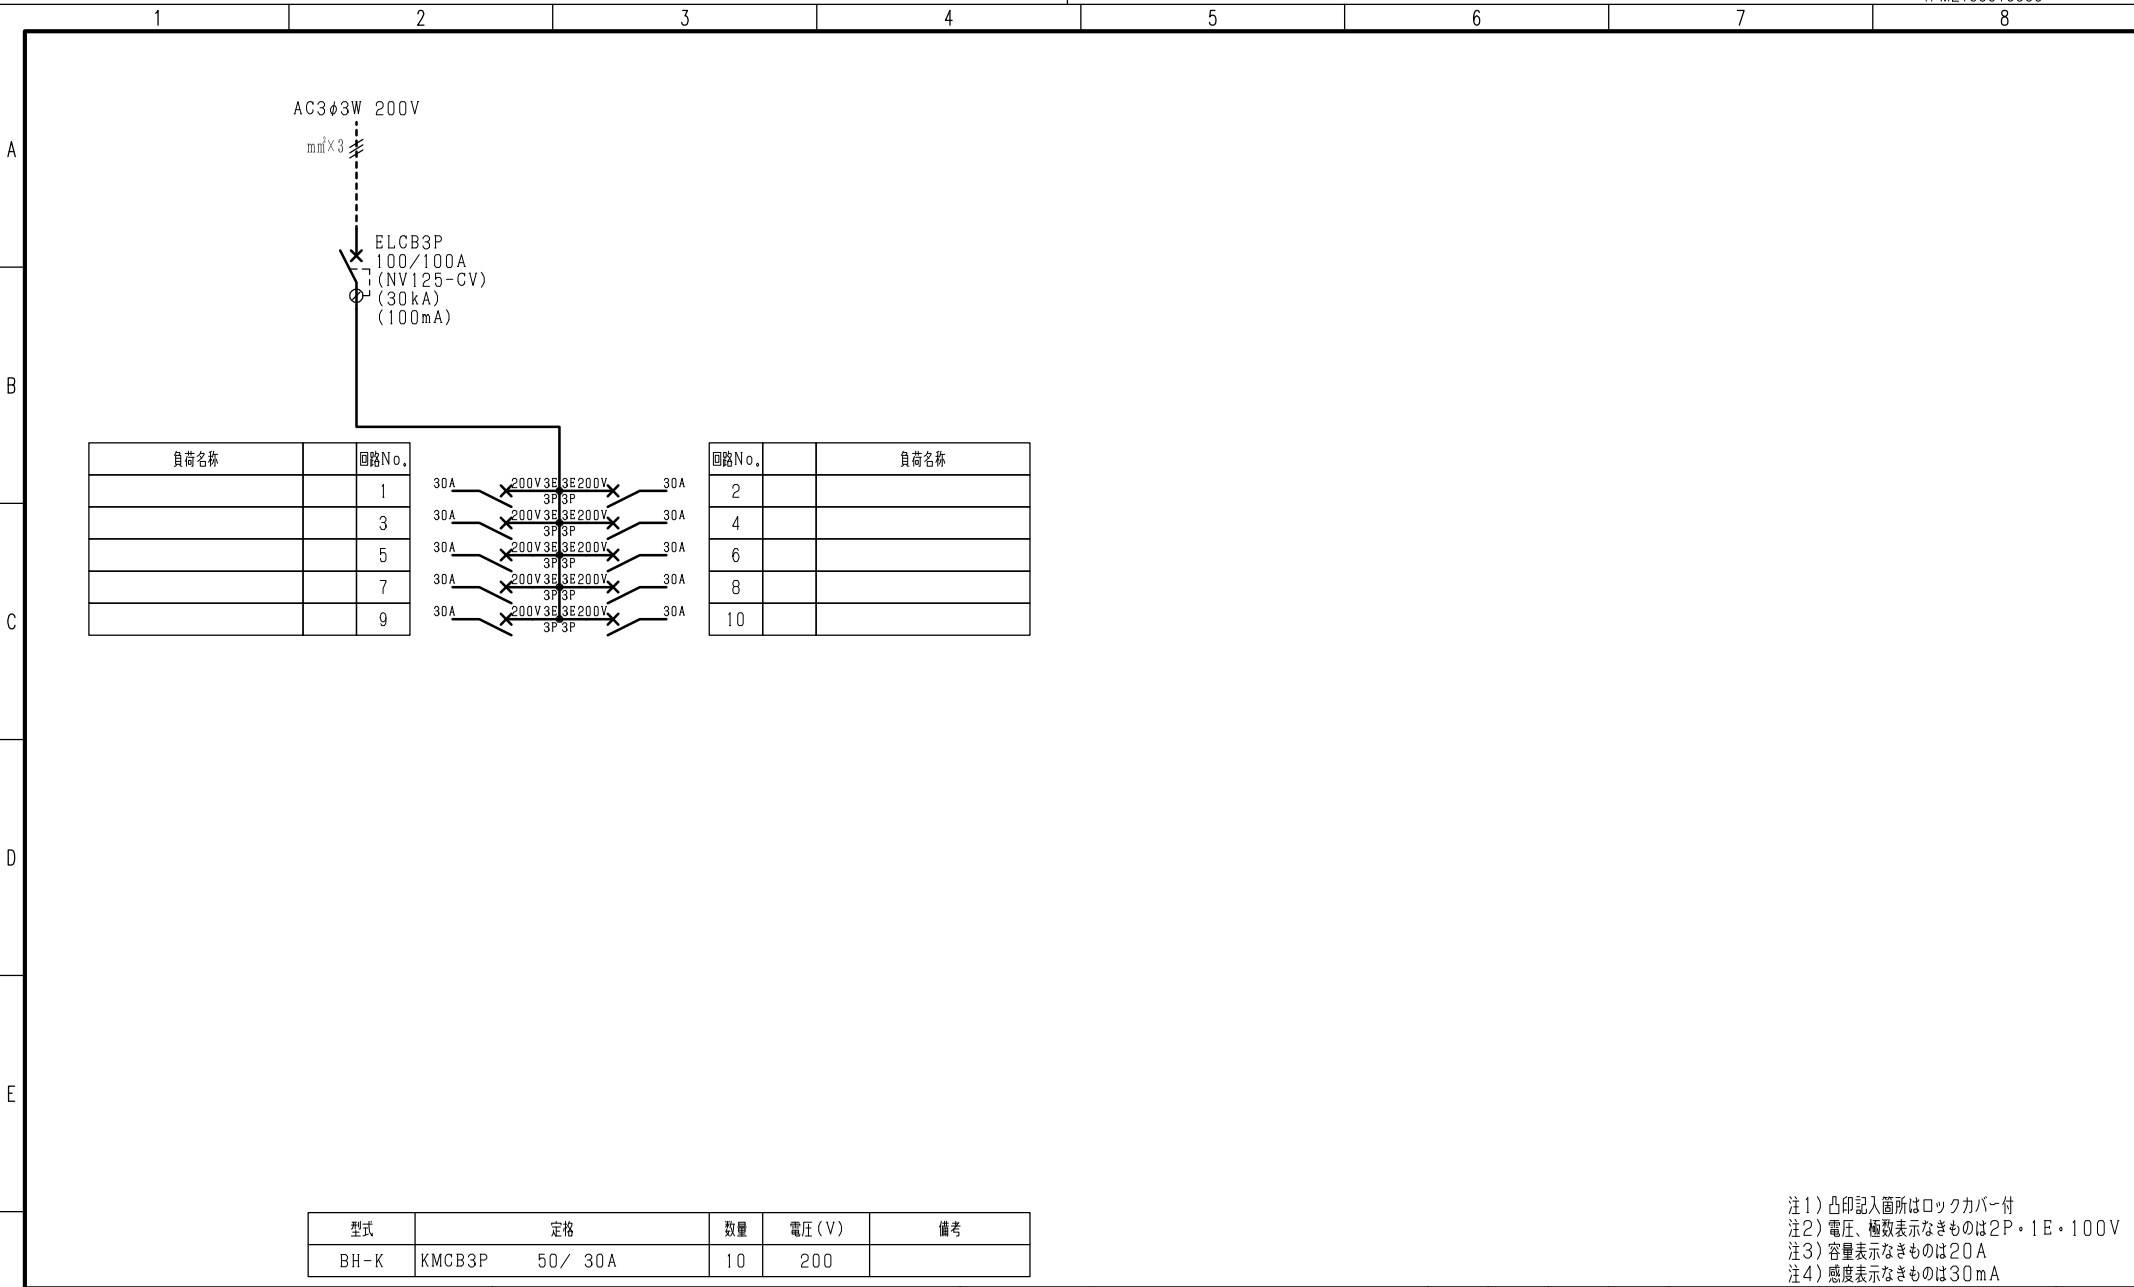 1 2 3 4 5 6 7 8
A
B
C
D
E
AC3φ3W 200V
mm²×3
ELCB3P
100/100A
(NV125-CV)
(30kA)
(100mA)
負荷名称 回路No. 回路No. 負荷名称
1 30A 200V 3E 3P 3E 200V 3P 30A 2
3 30A 200V 3E 3P 3E 200V 3P 30A 4
5 30A 200V 3E 3P 3E 200V 3P 30A 6
7 30A 200V 3E 3P 3E 200V 3P 30A 8
9 30A 200V 3E 3P 3E 200V 3P 30A 10
型式 定格 数量 電圧(V) 備考
BH-K KMCB3P 50/ 30A 10 200
注1)凸印記入箇所はロックカバー付
注2)電圧、極数表示なきものは2P・1E・100V
注3)容量表示なきものは20A
注4)感度表示なきものは30mA